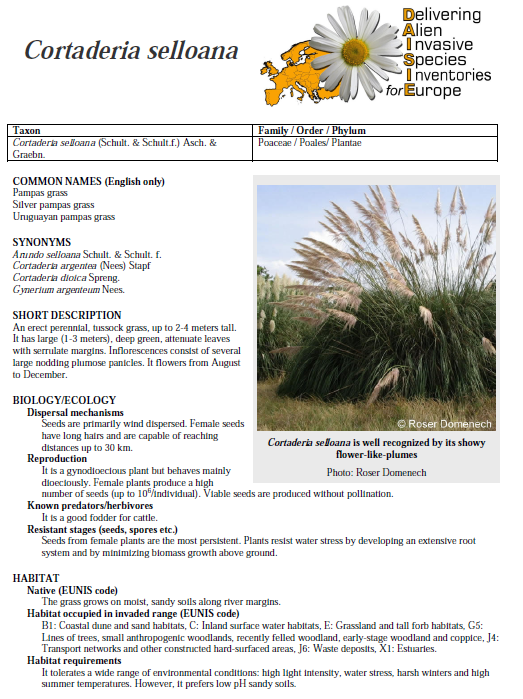 Cortaderia selloana
Delivering
Alien
Invasive
Species
Inventories
for Europe
Taxon Family / Order / Phylum
Cortaderia selloana (Schult. & Schult.f.) Asch. & Poaceae / Poales/ Plantae
Graebn.
COMMON NAMES (English only)
Pampas grass
Silver pampas grass
Uruguayan pampas grass
SYNONYMS
Arundo selloana Schult. & Schult. f.
Cortaderia argentea (Nees) Stapf
Cortaderia dioica Spreng.
Gynerium argenteum Nees.
SHORT DESCRIPTION
An erect perennial, tussock grass, up to 2-4 meters tall.
It has large (1-3 meters), deep green, attenuate leaves
with serrulate margins. Inflorescences consist of several
large nodding plumose panicles. It flowers from August
to December.
© Roser Domenech
Cortaderia selloana is well recognized by its showy
flower-like-plumes
Photo: Roser Domenech
BIOLOGY/ECOLOGY
Dispersal mechanisms
Seeds are primarily wind dispersed. Female seeds
have long hairs and are capable of reaching
distances up to 30 km.
Reproduction
It is a gynodioecious plant but behaves mainly
dioeciously. Female plants produce a high
number of seeds (up to 10⁶/individual). Viable seeds are produced without pollination.
Known predators/herbivores
It is a good fodder for cattle.
Resistant stages (seeds, spores etc.)
Seeds from female plants are the most persistent. Plants resist water stress by developing an extensive root
system and by minimizing biomass growth above ground.
HABITAT
Native (EUNIS code)
The grass grows on moist, sandy soils along river margins.
Habitat occupied in invaded range (EUNIS code)
B1: Coastal dune and sand habitats, C: Inland surface water habitats, E: Grassland and tall forb habitats, G5:
Lines of trees, small anthropogenic woodlands, recently felled woodland, early-stage woodland and coppice, J4:
Transport networks and other constructed hard-surfaced areas, J6: Waste deposits, X1: Estuaries.
Habitat requirements
It tolerates a wide range of environmental conditions: high light intensity, water stress, harsh winters and high
summer temperatures. However, it prefers low pH sandy soils.